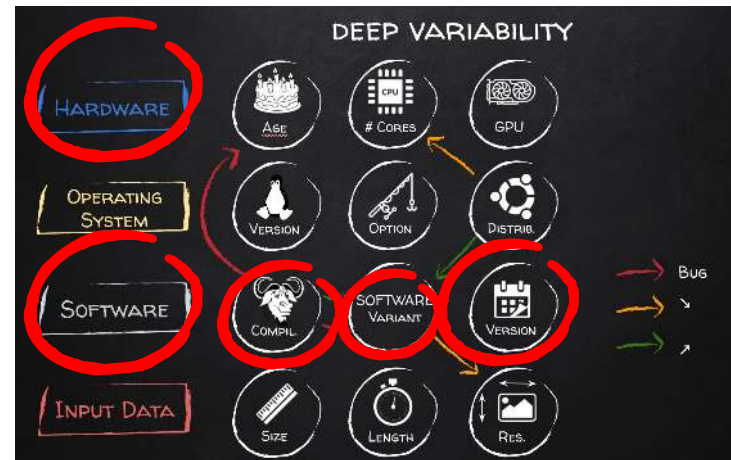 DEEP VARIABILITY
HARDWARE
AGE
CPU
# CORES
GPU
OPERATING
SYSTEM
VERSION
OPTION
DISTRIB.
SOFTWARE
COMPIL.
SOFTWARE
VARIANT
VERSION
BUG
INPUT DATA
SIZE
LENGTH
RES.